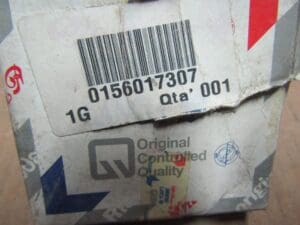 0156017307
1G
Qta' 001
Original
Controlled
Quality